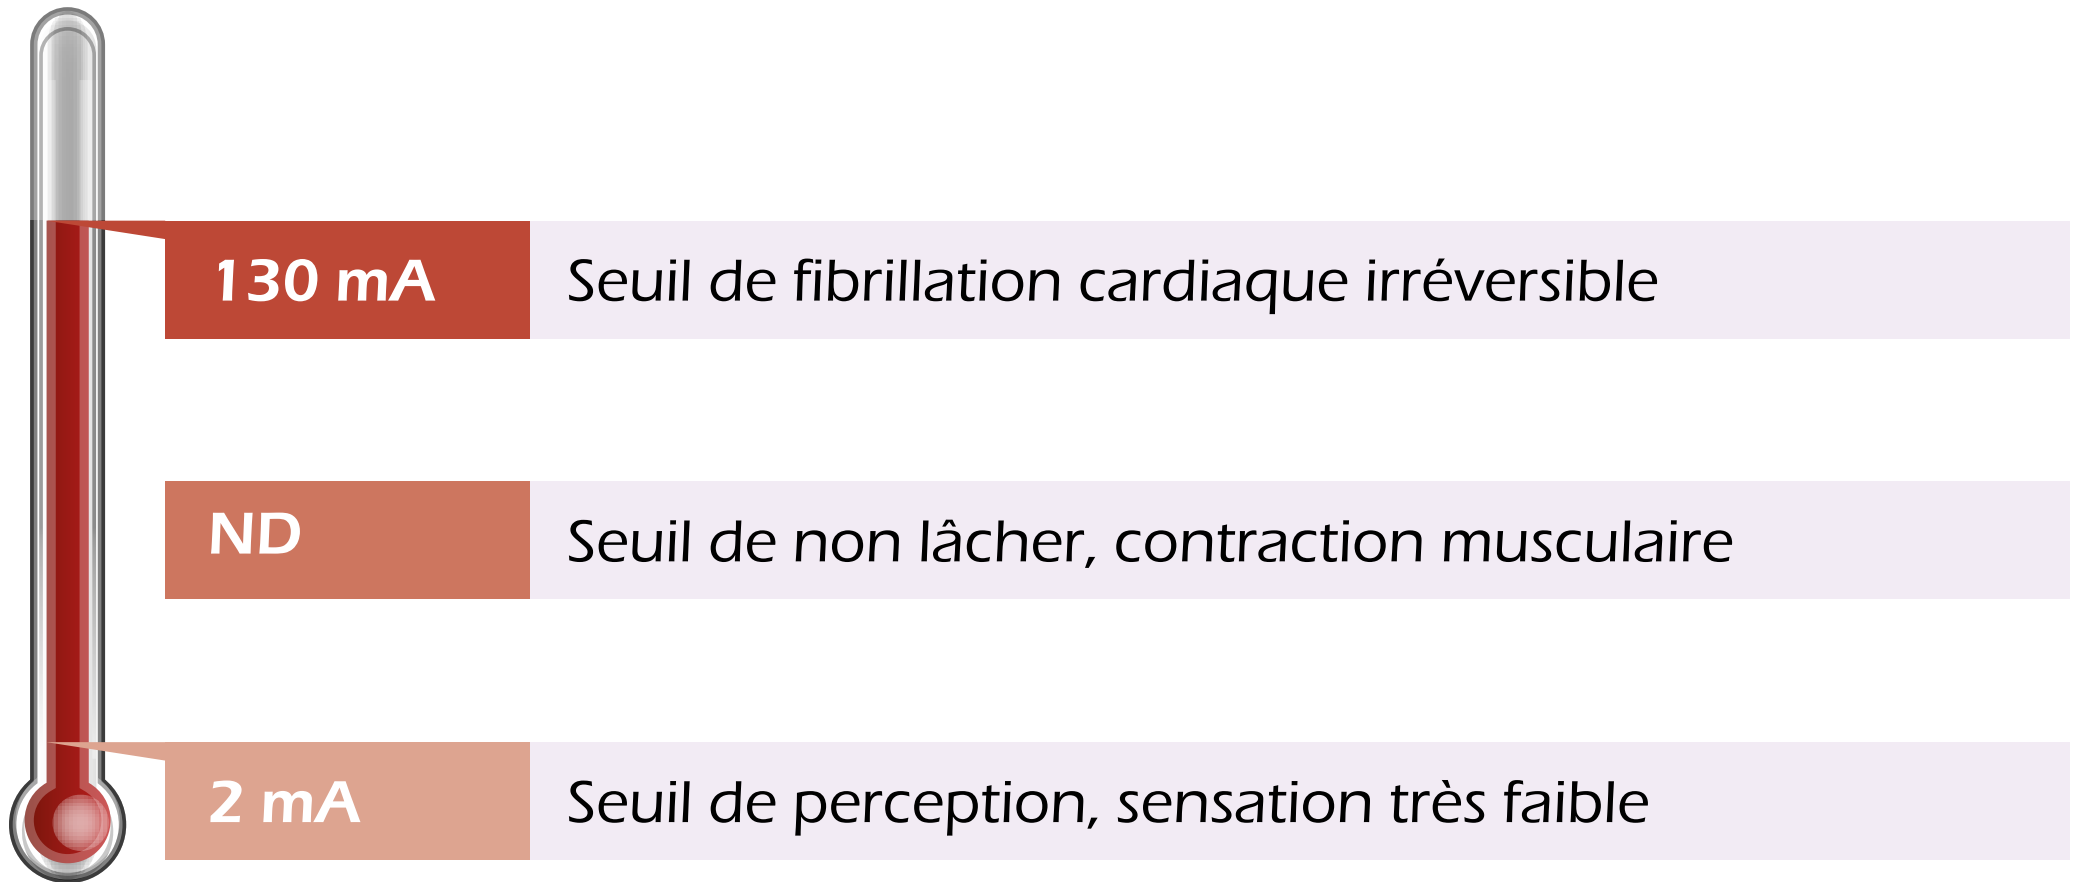 130 mA Seuil de fibrillation cardiaque irréversible
ND Seuil de non lâcher, contraction musculaire
2 mA Seuil de perception, sensation très faible